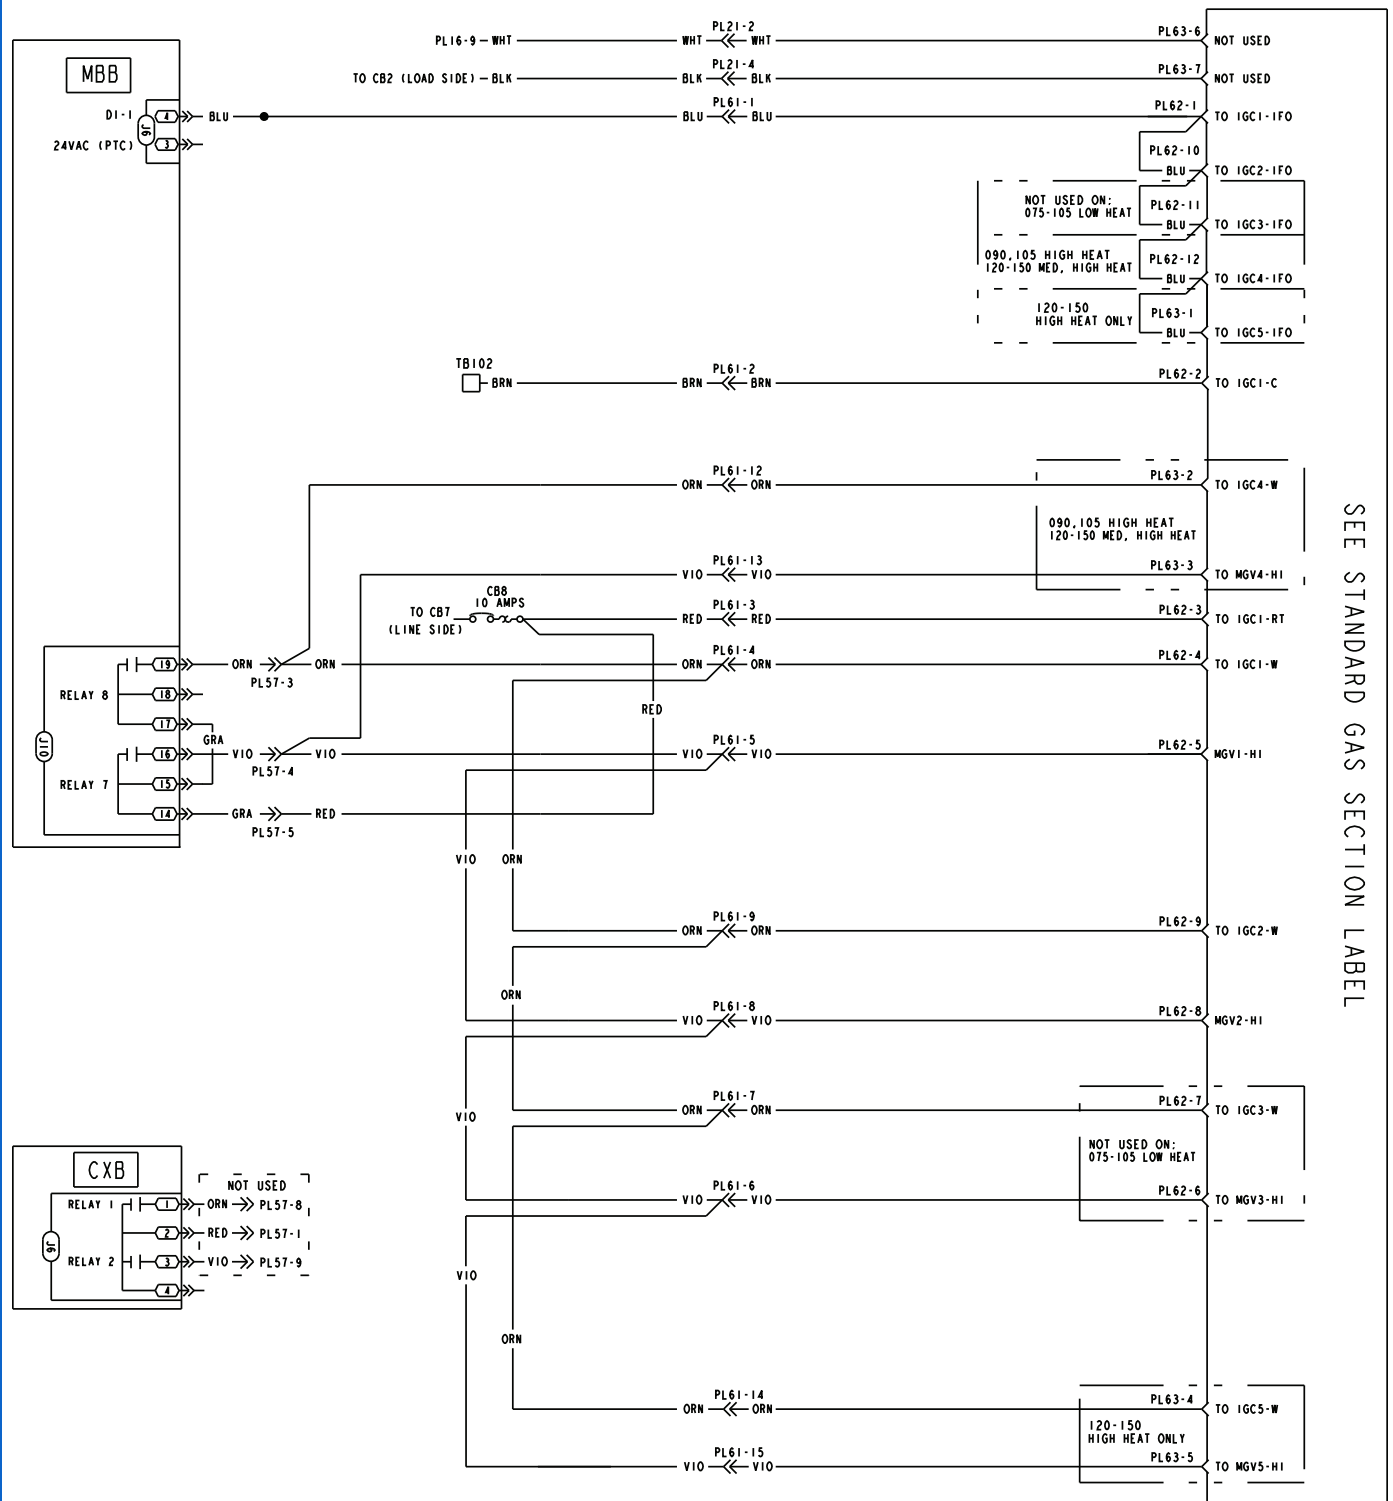 PL16-9 WHT WHT PL21-2 WHT PL63-6 NOT USED
TO CB2 (LOAD SIDE) BLK BLK PL21-4 BLK PL63-7 NOT USED
MBB
D1-1 4 BLU BLU PL61-1 BLU PL62-1 TO IGC1-IFO
J6
24VAC (PTC) 3
PL62-10
BLU TO IGC2-IFO
NOT USED ON:
075-105 LOW HEAT
PL62-11
BLU TO IGC3-IFO
090,105 HIGH HEAT
120-150 MED, HIGH HEAT
PL62-12
BLU TO IGC4-IFO
120-150
HIGH HEAT ONLY
PL63-1
BLU TO IGC5-IFO
TB102
BRN BRN PL61-2 BRN PL62-2 TO IGC1-C
ORN PL61-12 ORN PL63-2 TO IGC4-W
090,105 HIGH HEAT
120-150 MED, HIGH HEAT
VIO PL61-13 VIO PL63-3 TO MGV4-HI
CB8
10 AMPS
TO CB7
(LINE SIDE)
RED PL61-3 RED PL62-3 TO IGC1-RT
19 ORN PL57-3 ORN ORN PL61-4 ORN PL62-4 TO IGC1-W
RELAY 8 18
RED
17
GRA
J10
16 VIO PL57-4 VIO VIO PL61-5 VIO PL62-5 MGV1-HI
RELAY 7 15
14 GRA PL57-5 RED
VIO ORN
ORN PL61-9 ORN PL62-9 TO IGC2-W
ORN
VIO PL61-8 VIO PL62-8 MGV2-HI
ORN PL61-7 ORN PL62-7 TO IGC3-W
VIO
NOT USED ON:
075-105 LOW HEAT
VIO PL61-6 VIO PL62-6 TO MGV3-HI
CXB
NOT USED
RELAY 1 1 ORN PL57-8
2 RED PL57-1
J6
RELAY 2 3 VIO PL57-9
4
VIO
ORN
ORN PL61-14 ORN PL63-4 TO IGC5-W
120-150
HIGH HEAT ONLY
VIO PL61-15 VIO PL63-5 TO MGV5-HI
SEE STANDARD GAS SECTION LABEL